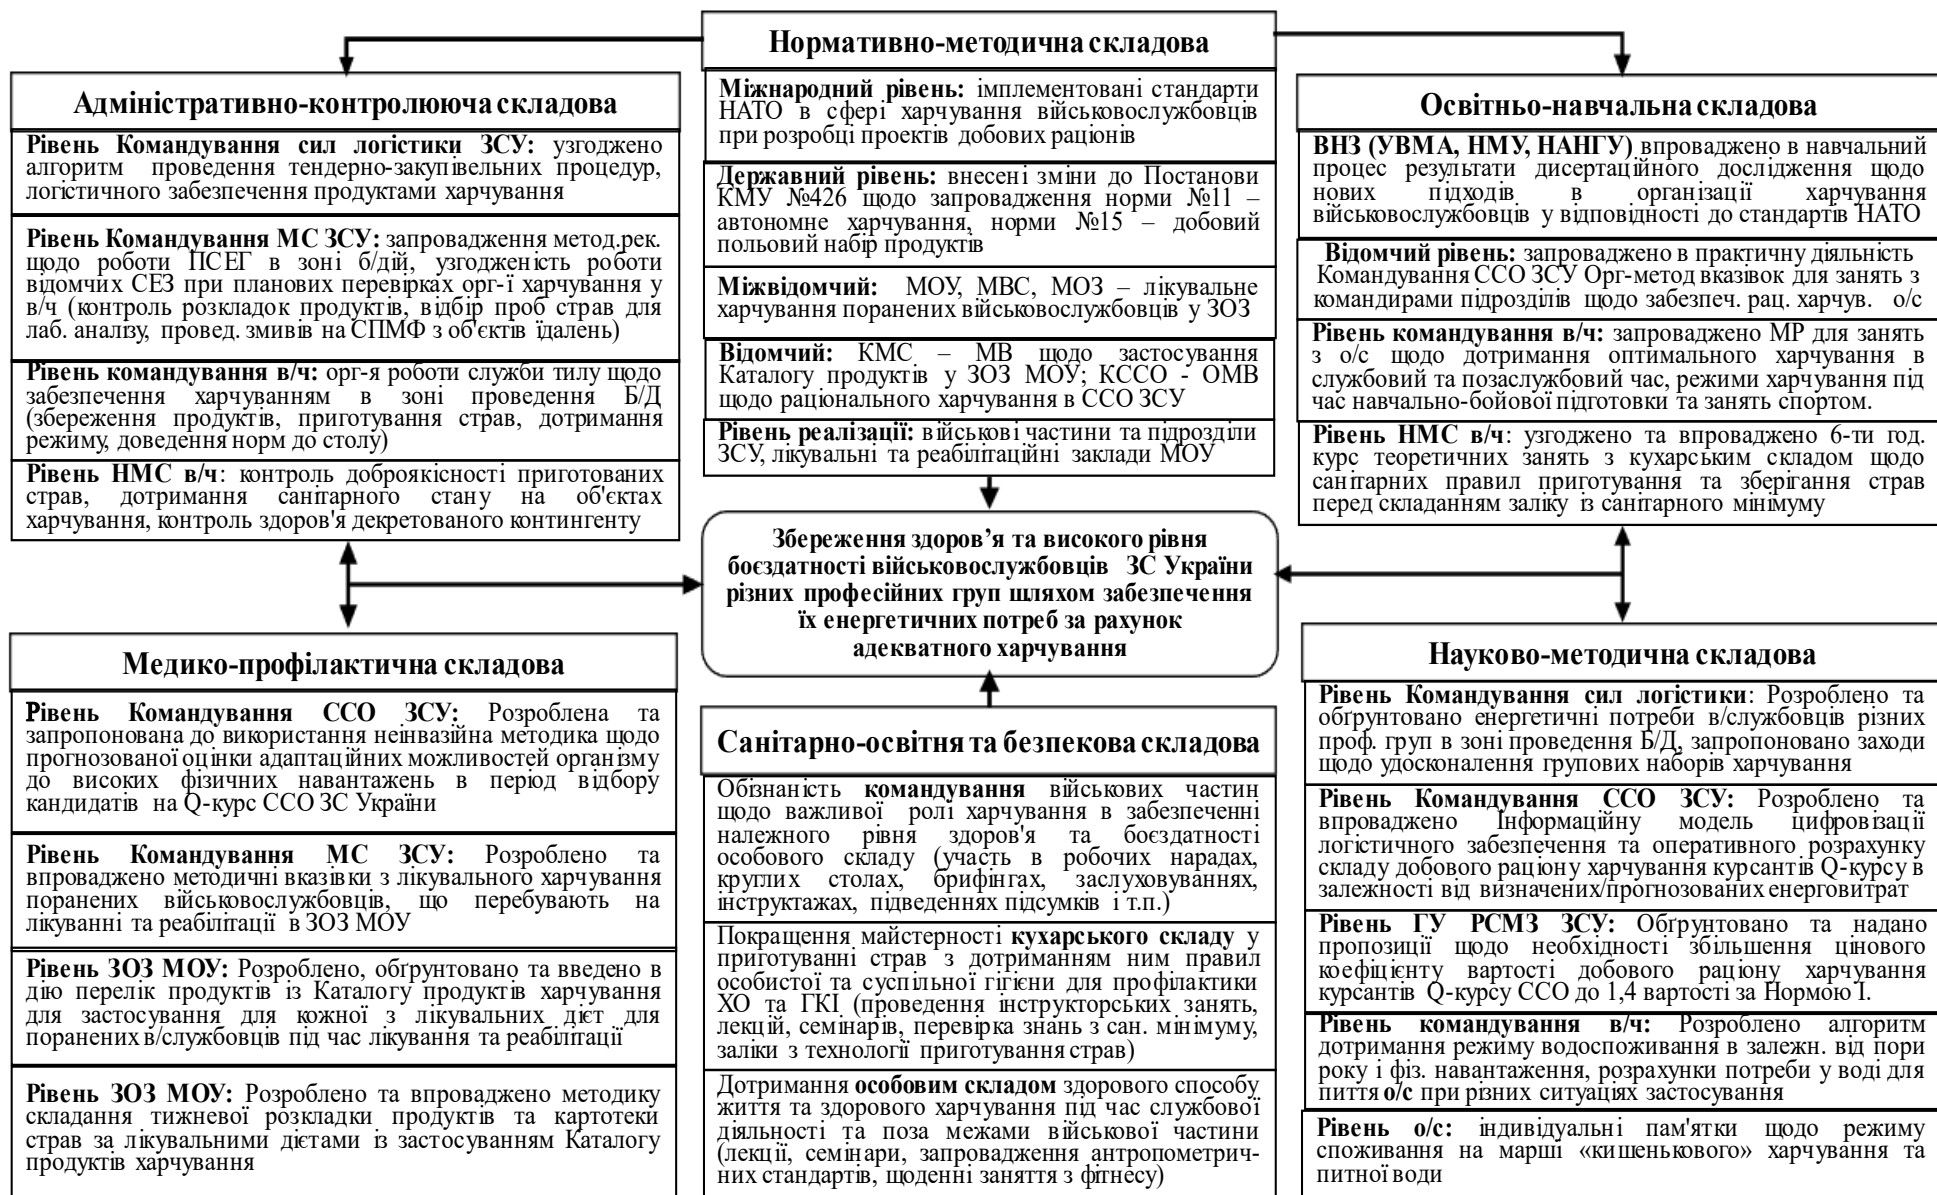 Нормативно-методична складова
Міжнародний рівень: імплементовані стандарти
НАТО в сфері харчування військовослужбовців
при розробці проектів добових раціонів
Державний рівень: внесені зміни до Постанови
КМУ №426 щодо запровадження норми №11 –
автономне харчування, норми №15 – добовий
польовий набір продуктів
Міжвідомчий: МОУ, МВС, МОЗ – лікувальне
харчування поранених військовослужбовців у ЗОЗ
Відомчий: КМС – МВ щодо застосування
Каталогу продуктів у ЗОЗ МОУ; КССО - ОМВ
щодо раціонального харчування в ССО ЗСУ
Рівень реалізації: військові частини та підрозділи
ЗСУ, лікувальні та реабілітаційні заклади МОУ
Адміністративно-контролююча складова
Рівень Командування сил логістики ЗСУ: узгоджено
алгоритм проведення тендерно-закупівельних процедур,
логістичного забезпечення продуктами харчування
Рівень Командування МС ЗСУ: запровадження метод.рек.
щодо роботи ПСЕГ в зоні б/дій, узгодженість роботи
відомчих СЕЗ при планових перевірках орг-ї харчування у
в/ч (контроль розкладок продуктів, відбір проб страв для
лаб. аналізу, провед. змивів на СПМФ з об'єктів їдалень)
Рівень командування в/ч: орг-я роботи служби тилу щодо
забезпечення харчуванням в зоні проведення Б/Д
(збереження продуктів, приготування страв, дотримання
режиму, доведення норм до столу)
Рівень НМС в/ч: контроль доброякісності приготованих
страв, дотримання санітарного стану на об'єктах
харчування, контроль здоров'я декретованого контингенту
Освітньо-навчальна складова
ВНЗ (УВМА, НМУ, НАНГУ) впроваджено в навчальний
процес результати дисертаційного дослідження щодо
нових підходів в організації харчування
військовослужбовців у відповідності до стандартів НАТО
Відомчий рівень: запроваджено в практичну діяльність
Командування ССО ЗСУ Орг-метод вказівок для занять з
командирами підрозділів щодо забезпеч. рац. харчув. о/с
Рівень командування в/ч: запроваджено МР для занять
з о/с щодо дотримання оптимального харчування в
службовий та позаслужбовий час, режими харчування під
час навчально-бойової підготовки та занять спортом.
Рівень НМС в/ч: узгоджено та впроваджено 6-ти год.
курс теоретичних занять з кухарським складом щодо
санітарних правил приготування та зберігання страв
перед складанням заліку із санітарного мінімуму
Збереження здоров’я та високого рівня
боєздатності військовослужбовців ЗС України
різних професійних груп шляхом забезпечення
їх енергетичних потреб за рахунок
адекватного харчування
Медико-профілактична складова
Рівень Командування ССО ЗСУ: Розроблена та
запропонована до використання неінвазійна методика щодо
прогнозованої оцінки адаптаційних можливостей організму
до високих фізичних навантажень в період відбору
кандидатів на Q-курс ССО ЗС України
Рівень Командування МС ЗСУ: Розроблено та
впроваджено методичні вказівки з лікувального харчування
поранених військовослужбовців, що перебувають на
лікуванні та реабілітації в ЗОЗ МОУ
Рівень ЗОЗ МОУ: Розроблено, обґрунтовано та введено в
дію перелік продуктів із Каталогу продуктів харчування
для застосування для кожної з лікувальних дієт для
поранених в/службовців під час лікування та реабілітації
Рівень ЗОЗ МОУ: Розроблено та впроваджено методику
складання тижневої розкладки продуктів та картотеки
страв за лікувальними дієтами із застосуванням Каталогу
продуктів харчування
Санітарно-освітня та безпекова складова
Обізнаність командування військових частин
щодо важливої ролі харчування в забезпеченні
належного рівня здоров'я та боєздатності
особового складу (участь в робочих нарадах,
круглих столах, брифінгах, заслуховуваннях,
інструктажах, підведеннях підсумків і т.п.)
Покращення майстерності кухарського складу у
приготуванні страв з дотриманням ним правил
особистої та суспільної гігієни для профілактики
ХО та ГКІ (проведення інструкторських занять,
лекцій, семінарів, перевірка знань з сан. мінімуму,
заліки з технології приготування страв)
Дотримання особовим складом здорового способу
життя та здорового харчування під час службової
діяльності та поза межами військової частини
(лекції, семінари, запровадження антропометрич-
них стандартів, щоденні заняття з фітнесу)
Науково-методична складова
Рівень Командування сил логістики: Розроблено та
обґрунтовано енергетичні потреби в/службовців різних
проф. груп в зоні проведення Б/Д, запропоновано заходи
щодо удосконалення групових наборів харчування
Рівень Командування ССО ЗСУ: Розроблено та
впроваджено Інформаційну модель цифровізації
логістичного забезпечення та оперативного розрахунку
складу добового раціону харчування курсантів Q-курсу в
залежності від визначених/прогнозованих енерговитрат
Рівень ГУ РСМЗ ЗСУ: Обґрунтовано та надано
пропозиції щодо необхідності збільшення цінового
коефіцієнту вартості добового раціону харчування
курсантів Q-курсу ССО до 1,4 вартості за Нормою І.
Рівень командування в/ч: Розроблено алгоритм
дотримання режиму водоспоживання в залежн. від пори
року і фіз. навантаження, розрахунки потреби у воді для
пиття о/с при різних ситуаціях застосування
Рівень о/с: індивідуальні пам'ятки щодо режиму
споживання на марші «кишенькового» харчування та
питної води